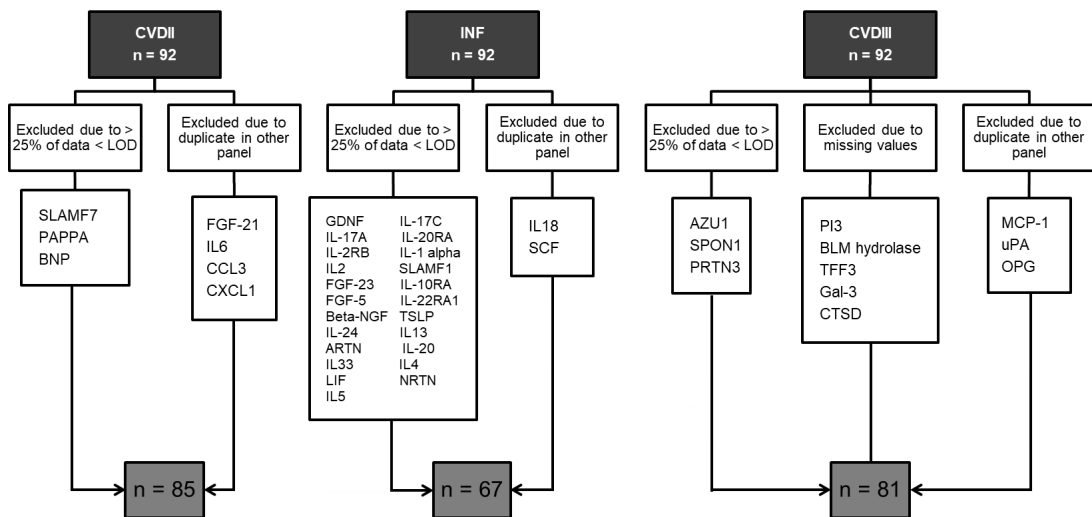 CVDII
n = 92
Excluded due to >
25% of data < LOD
Excluded due to
duplicate in other
panel
SLAMF7
PAPPA
BNP
FGF-21
IL6
CCL3
CXCL1
n = 85
INF
n = 92
Excluded due to >
25% of data < LOD
Excluded due to
duplicate in other
panel
GDNF
IL-17A
IL-2RB
IL2
FGF-23
FGF-5
Beta-NGF
IL-24
ARTN
IL33
LIF
IL5
IL-17C
IL-20RA
IL-1 alpha
SLAMF1
IL-10RA
IL-22RA1
TSLP
IL13
IL-20
IL4
NRTN
IL18
SCF
n = 67
CVDIII
n = 92
Excluded due to >
25% of data < LOD
Excluded due to
missing values
Excluded due to
duplicate in other
panel
AZU1
SPON1
PRTN3
PI3
BLM hydrolase
TFF3
Gal-3
CTSD
MCP-1
uPA
OPG
n = 81